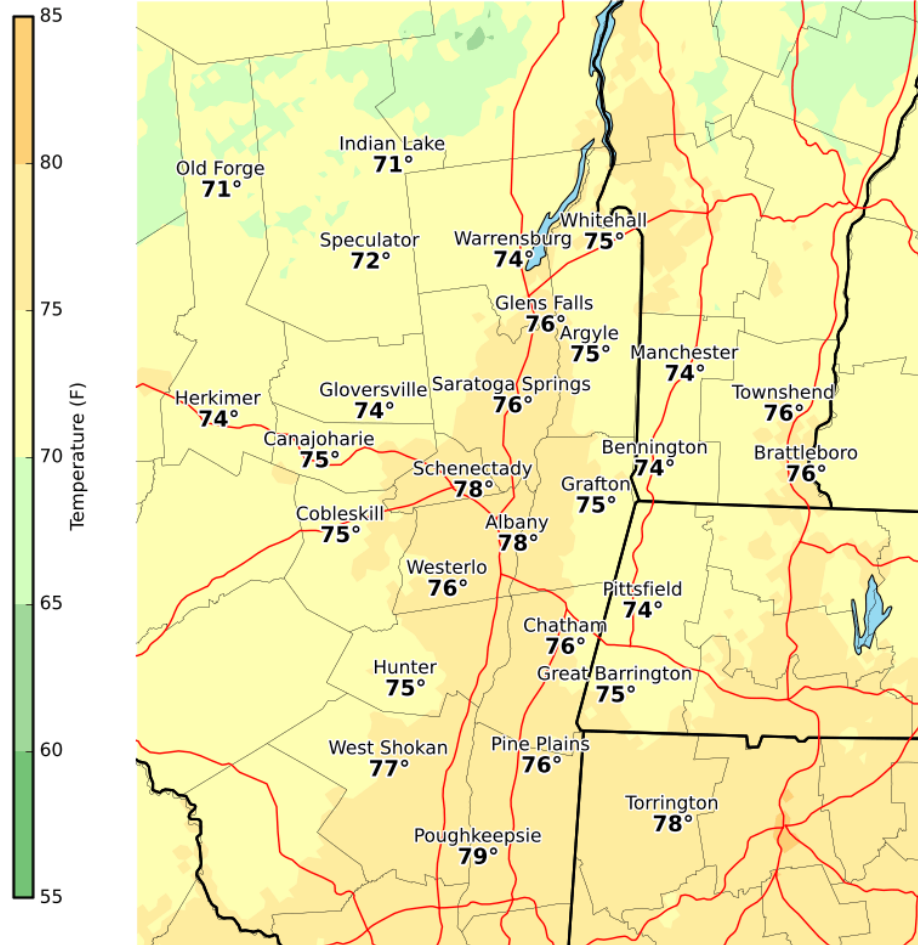 85
80
75
70
65
60
55
Temperature (F)
Indian Lake
71°
Old Forge
71°
Whitehall
75°
Speculator
72°
Warrensburg
74°
Glens Falls
76°
Argyle
75°
Manchester
74°
Saratoga Springs
76°
Gloversville
74°
Townshend
76°
Herkimer
74°
Canajoharie
75°
Bennington
74°
Brattleboro
76°
Schenectady
78°
Grafton
75°
Cobleskill
75°
Albany
78°
Westerlo
76°
Pittsfield
74°
Chatham
76°
Hunter
75°
Great Barrington
75°
West Shokan
77°
Pine Plains
76°
Torrington
78°
Poughkeepsie
79°